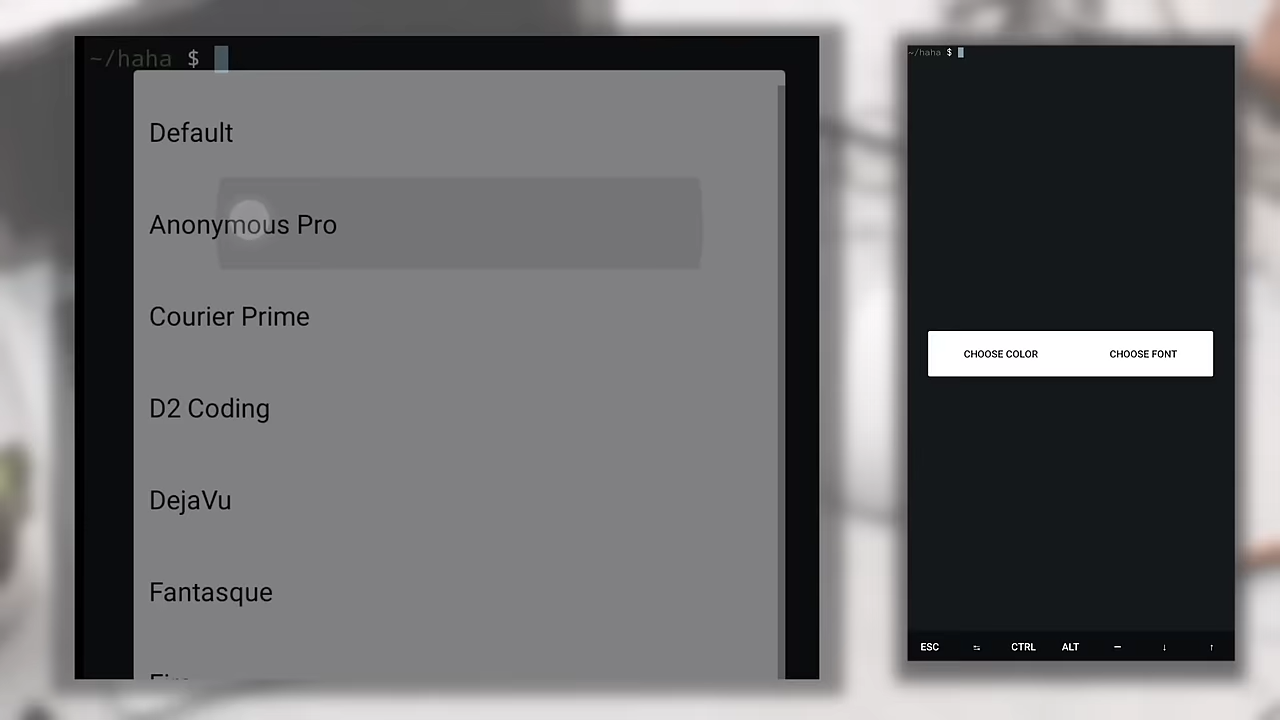 ~/haha $
Default
Anonymous Pro
Courier Prime
D2 Coding
DejaVu
Fantasque
~/haha $
CHOOSE COLOR CHOOSE FONT
ESC ⇆ CTRL ALT — ↓ ↑